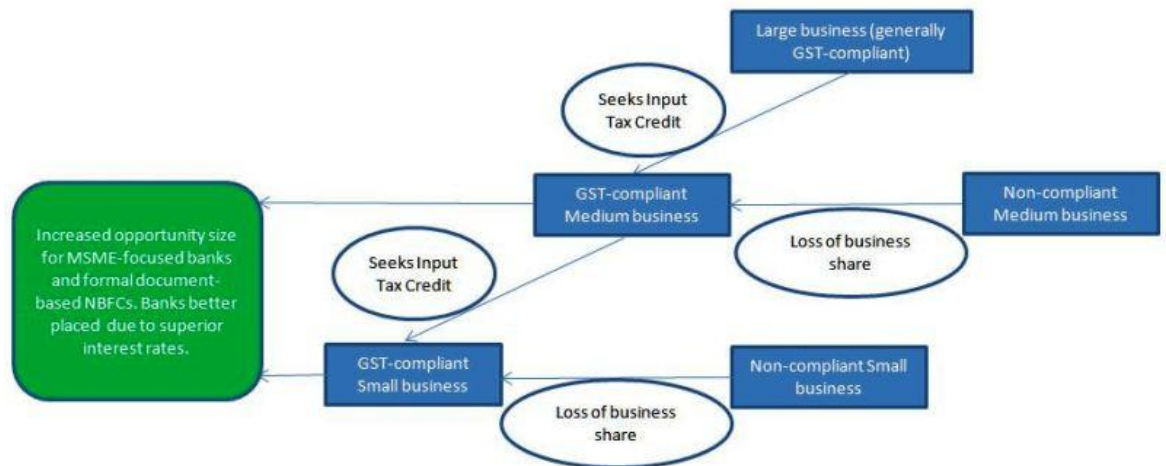 Large business (generally
GST-compliant)
Seeks Input
Tax Credit
GST-compliant
Medium business
Non-compliant
Medium business
Loss of business
share
Increased opportunity size
for MSME-focused banks
and formal document-
based NBFCs. Banks better
placed due to superior
interest rates.
Seeks Input
Tax Credit
GST-compliant
Small business
Non-compliant Small
business
Loss of business
share